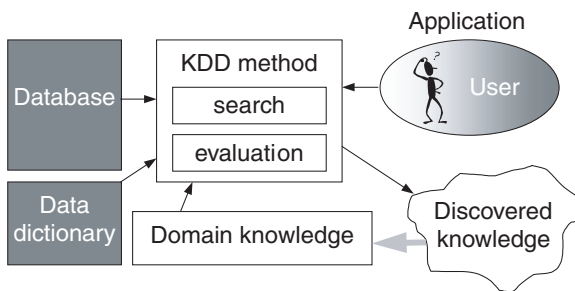 Application
KDD method
Database
search
User
evaluation
Data
dictionary
Domain knowledge
Discovered
knowledge
?